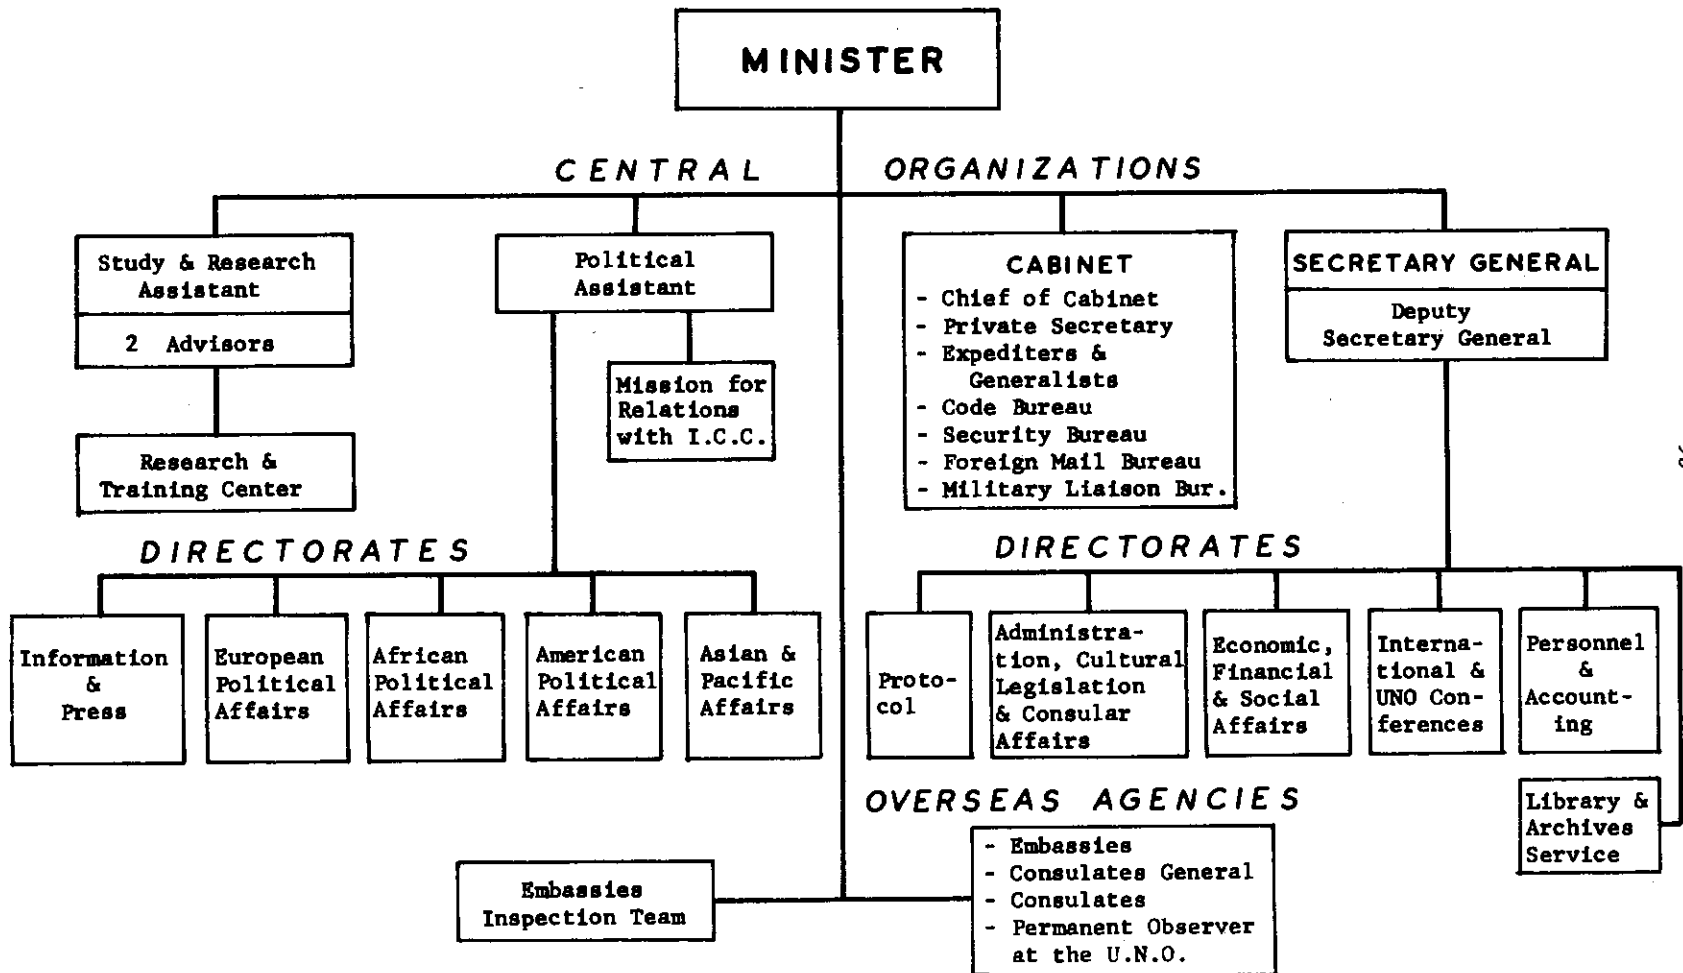 MINISTER
CENTRAL ORGANIZATIONS
Study & Research
Assistant
2 Advisors
Research &
Training Center
Political
Assistant
Mission for
Relations
with I.C.C.
CABINET
- Chief of Cabinet
- Private Secretary
- Expediters &
Generalists
- Code Bureau
- Security Bureau
- Foreign Mail Bureau
- Military Liaison Bur.
SECRETARY GENERAL
Deputy
Secretary General
DIRECTORATES
Information
&
Press
European
Political
Affairs
African
Political
Affairs
American
Political
Affairs
Asian &
Pacific
Affairs
DIRECTORATES
Proto-
col
Administra-
tion, Cultural
Legislation
& Consular
Affairs
Economic,
Financial
& Social
Affairs
Interna-
tional &
UNO Con-
ferences
Personnel
&
Account-
ing
Library &
Archives
Service
OVERSEAS AGENCIES
Embassies
Inspection Team
- Embassies
- Consulates General
- Consulates
- Permanent Observer
at the U.N.O.